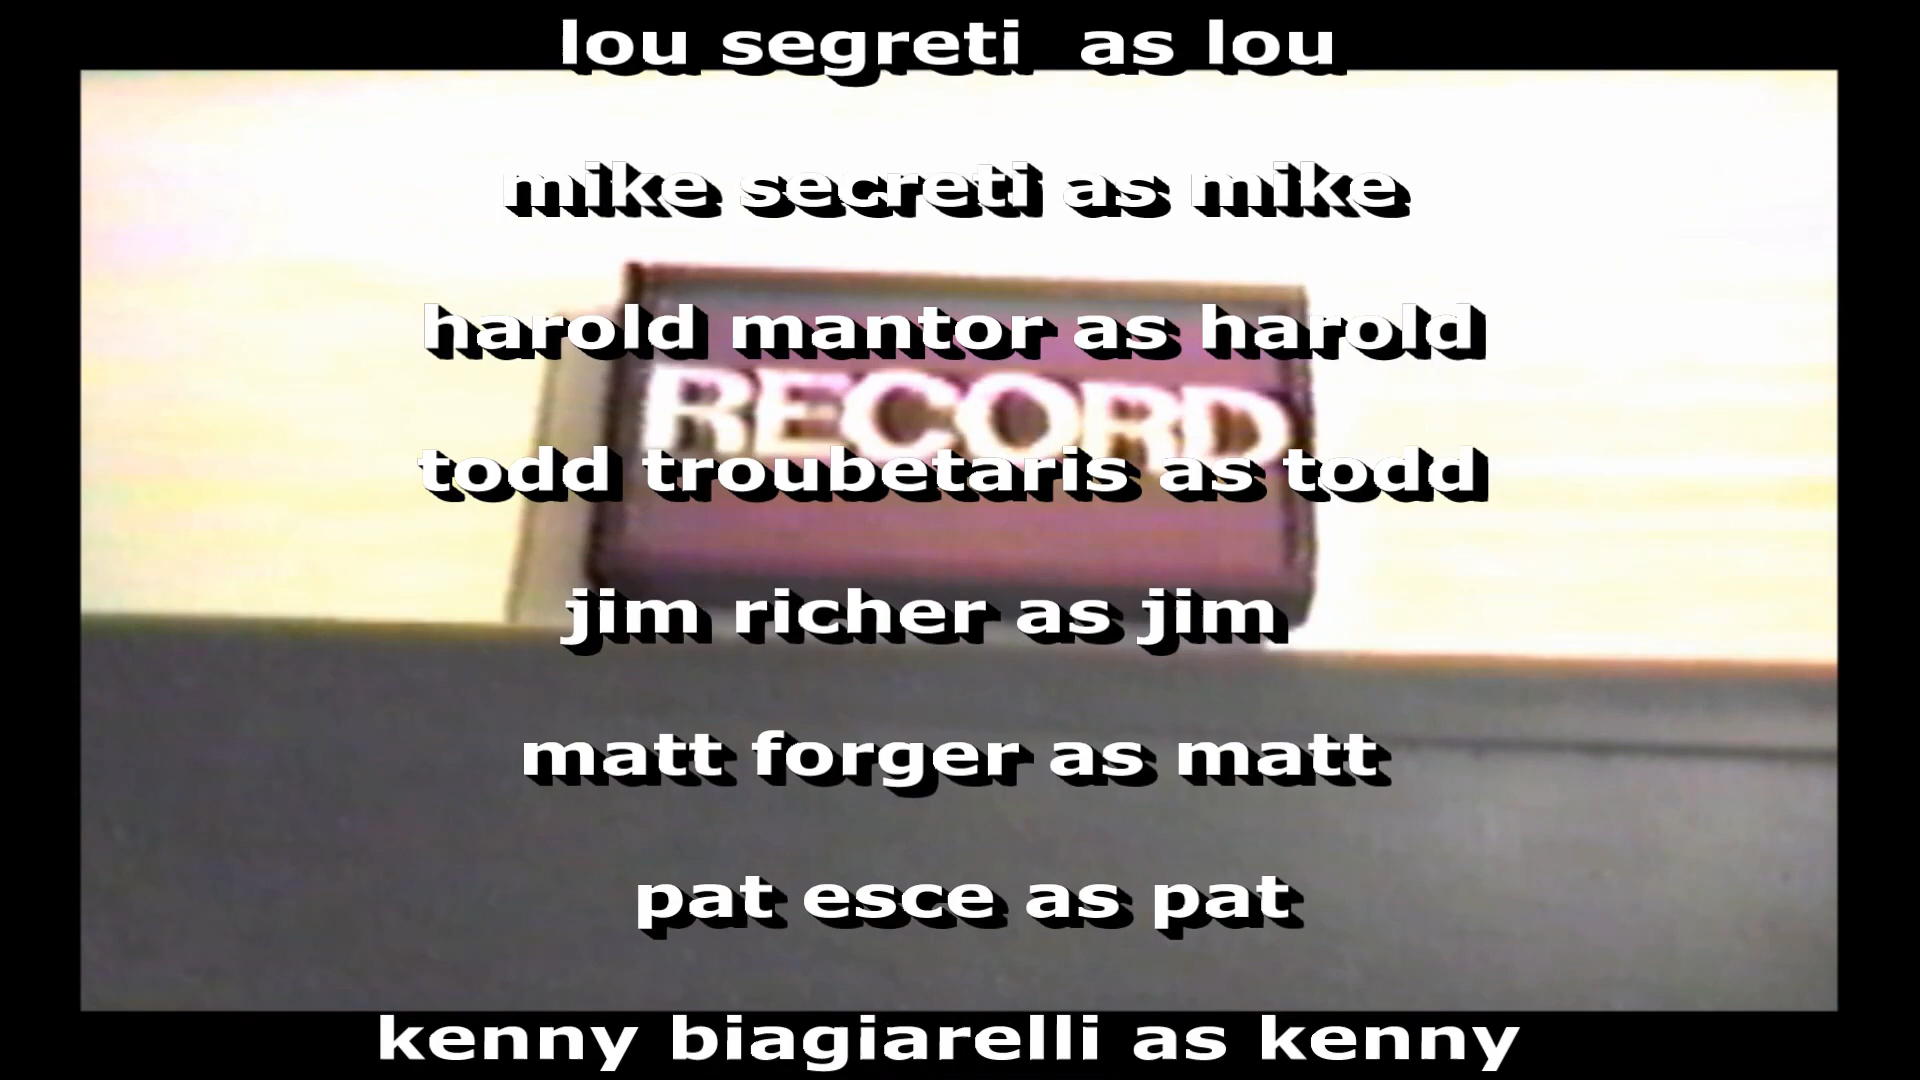 lou segreti as lou
mike secreti as mike
harold mantor as harold
RECORD
todd troubetaris as todd
jim richer as jim
matt forger as matt
pat esce as pat
kenny biagiarelli as kenny